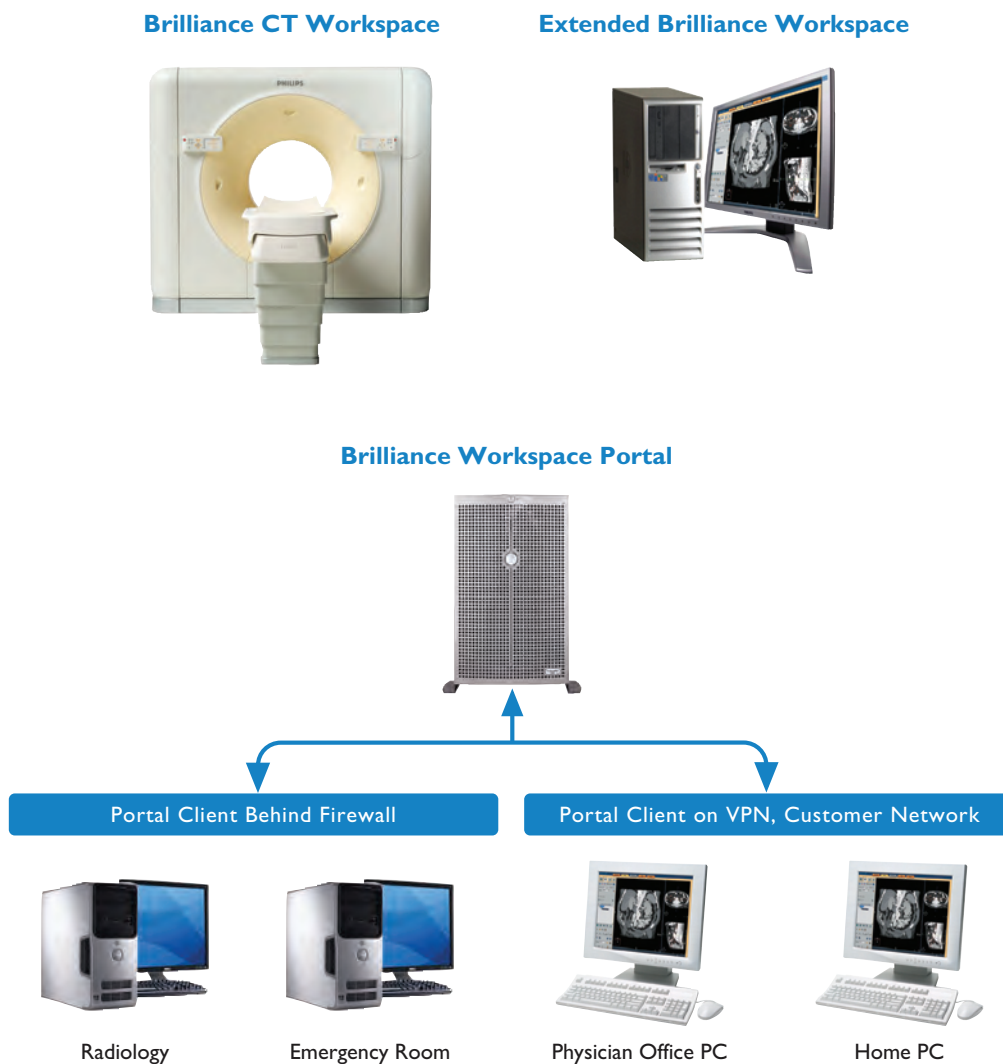 Brilliance CT Workspace
Extended Brilliance Workspace
PHILIPS
Brilliance Workspace Portal
Portal Client Behind Firewall
Portal Client on VPN, Customer Network
Radiology
Emergency Room
Physician Office PC
Home PC